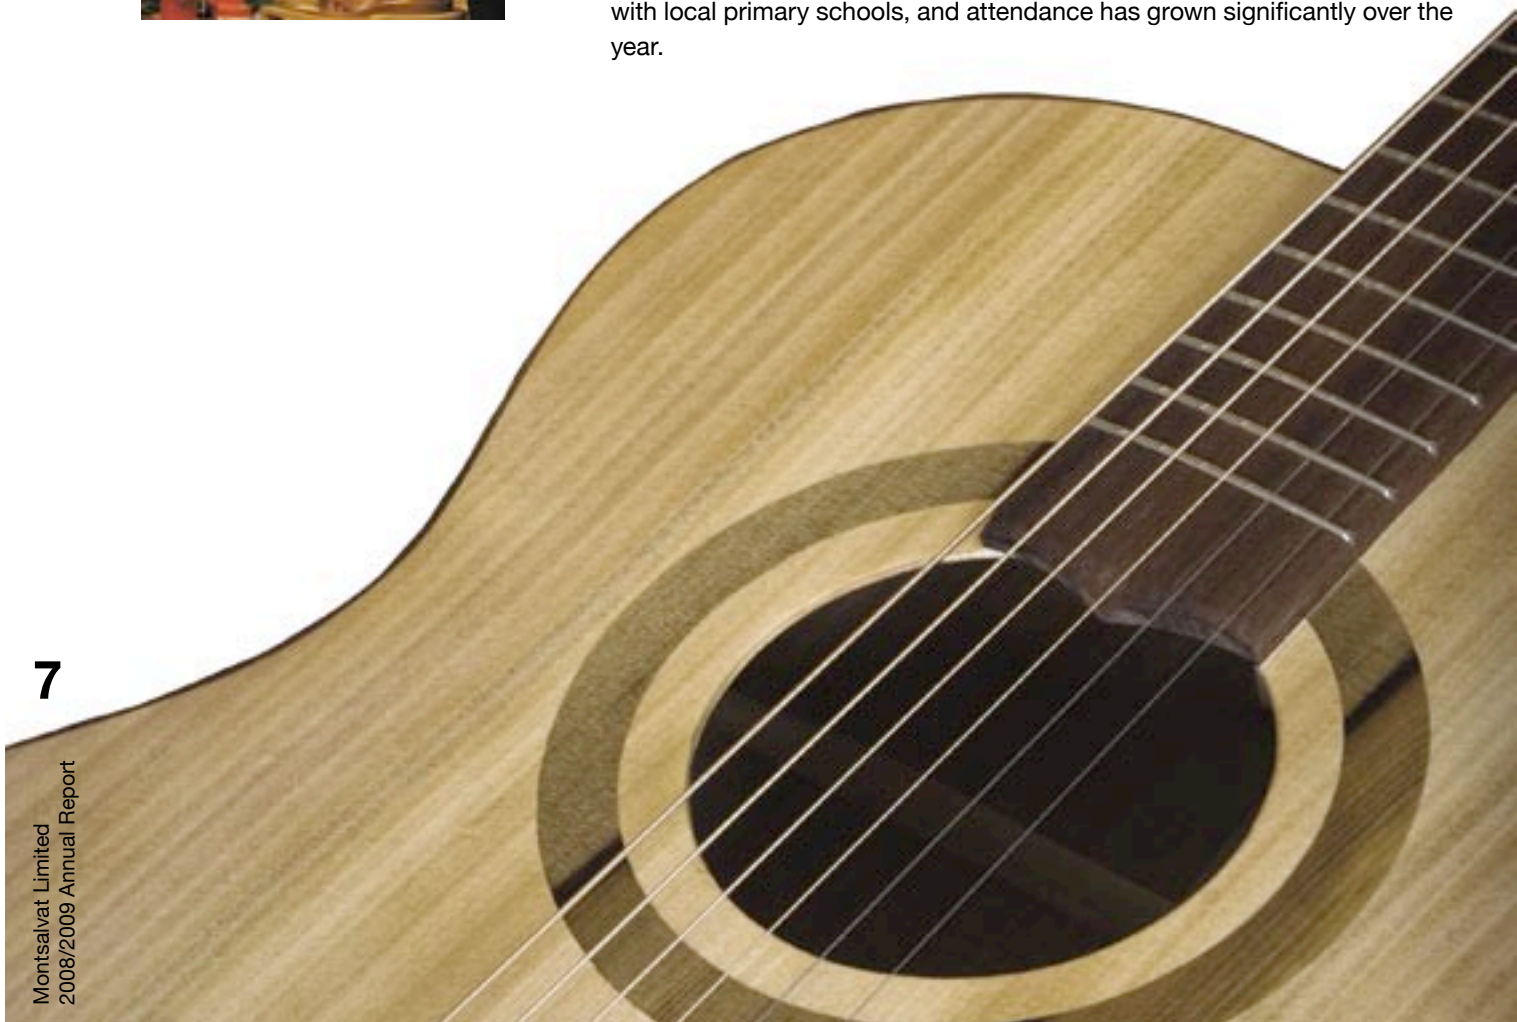 with local primary schools, and attendance has grown significantly over the
year.
7
Montsalvat Limited
2008/2009 Annual Report